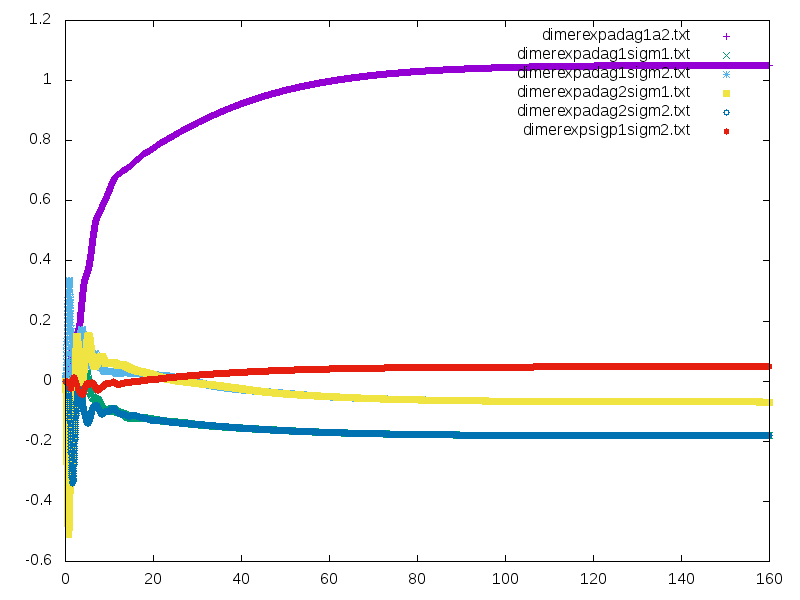 1.2
1
0.8
0.6
0.4
0.2
0
-0.2
-0.4
-0.6
0 20 40 60 80 100 120 140 160
dimerexpadag1a2.txt
dimerexpadag1sigm1.txt
dimerexpadag1sigm2.txt
dimerexpadag2sigm1.txt
dimerexpadag2sigm2.txt
dimerexpsigp1sigm2.txt